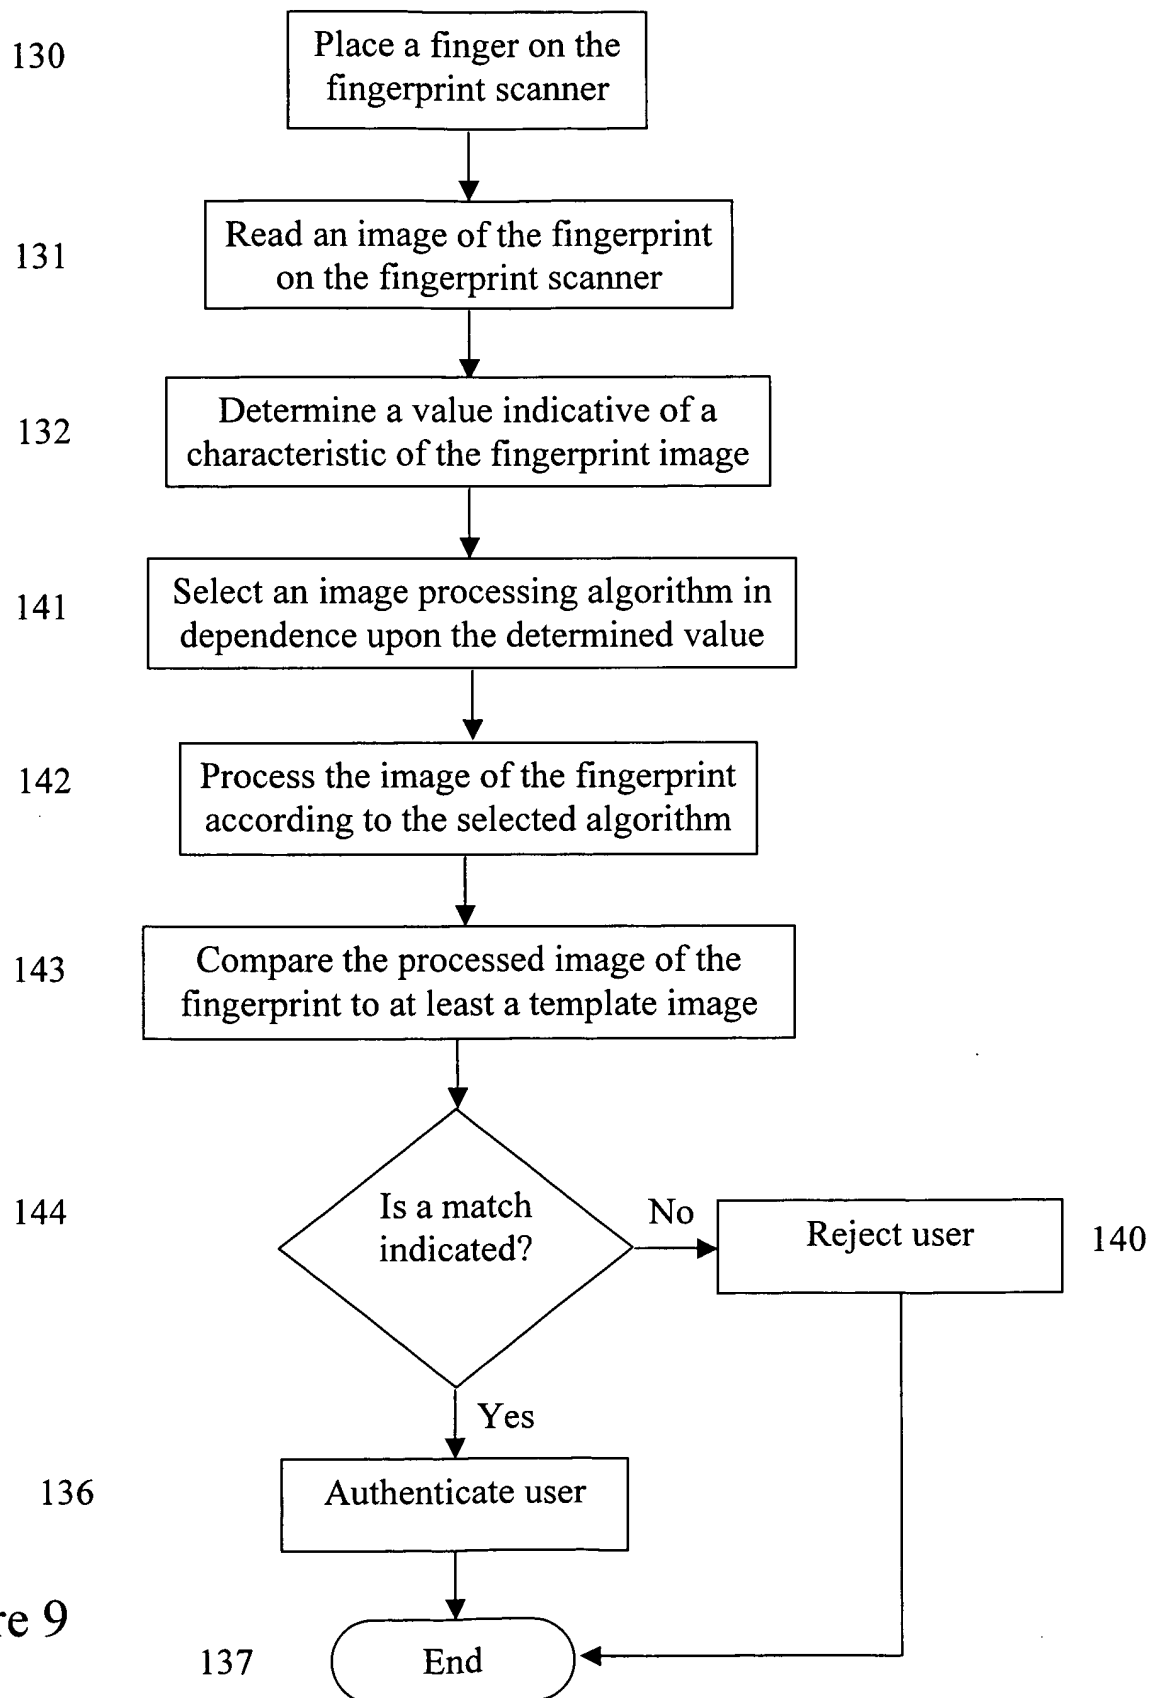 130
Place a finger on the
fingerprint scanner
131
Read an image of the fingerprint
on the fingerprint scanner
132
Determine a value indicative of a
characteristic of the fingerprint image
141
Select an image processing algorithm in
dependence upon the determined value
142
Process the image of the fingerprint
according to the selected algorithm
143
Compare the processed image of the
fingerprint to at least a template image
144
Is a match
indicated?
No
Reject user
140
Yes
136
Authenticate user
re 9
137
End